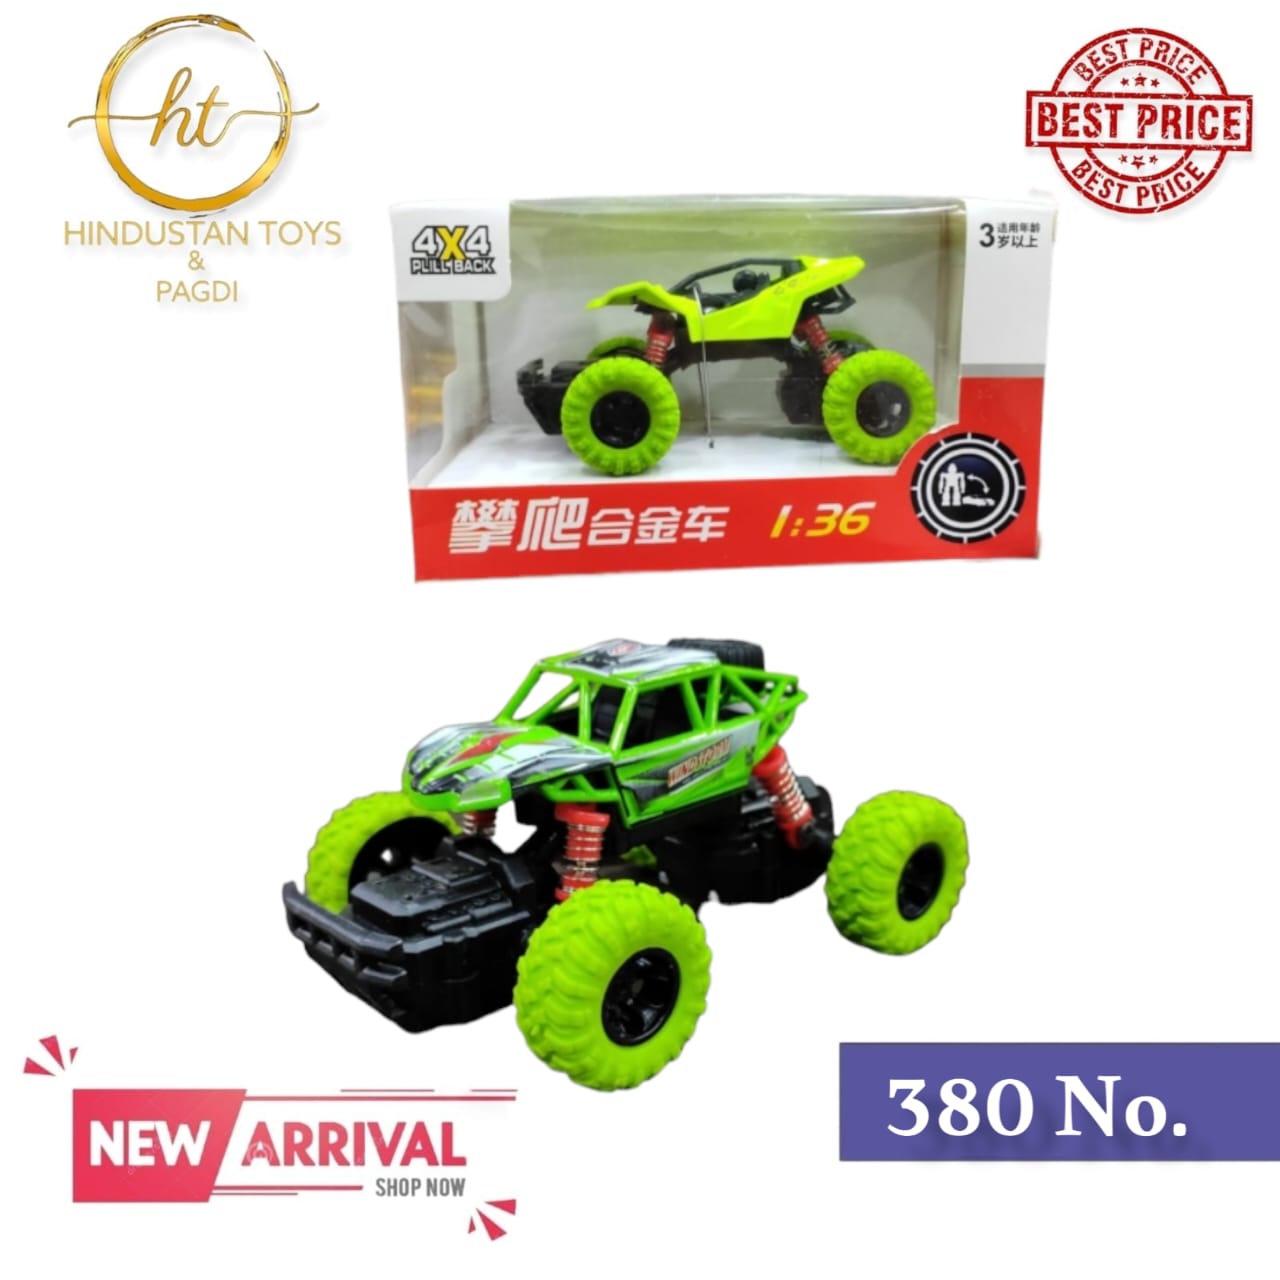 ht
HINDUSTAN TOYS
&
PAGDI
BEST PRICE
BEST PRICE
BEST PRICE
4X4
PULL BACK
3适用年龄
岁以上
攀爬合金车 1:36
NEW ARRIVAL
SHOP NOW
380 No.